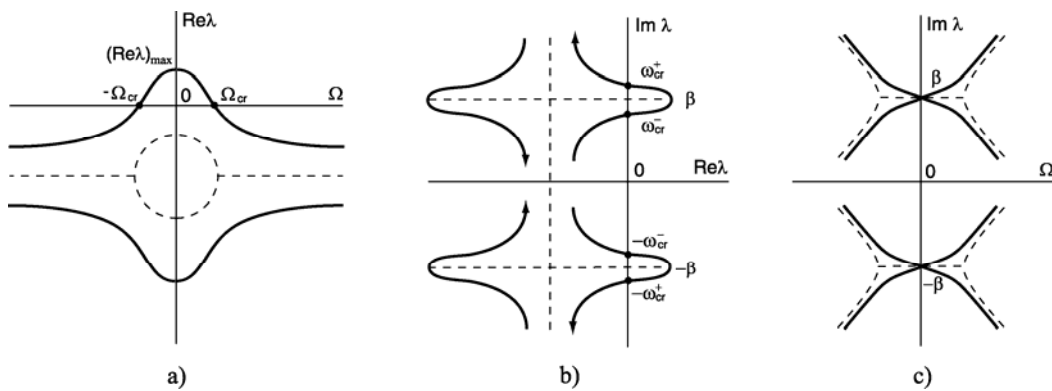 Reλ
(Reλ)max
-Ωcr
0
Ωcr
Ω
a)
Im λ
ω+cr
β
ω−cr
0
Reλ
−ω−cr
−β
−ω+cr
b)
Im λ
β
0
Ω
−β
c)